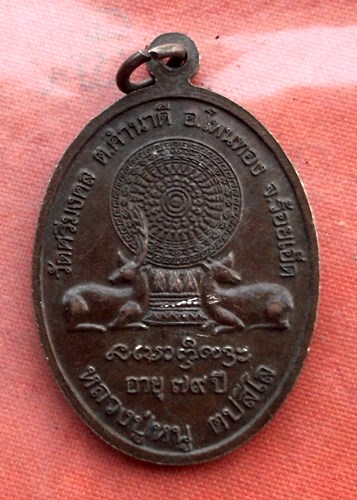 วัดศรีมงคล ต.คำนาดี อ.โพนทอง จ.ร้อยเอ็ด
อายุ ๗๙ ปี
หลวงปู่หนู ตปสีโล